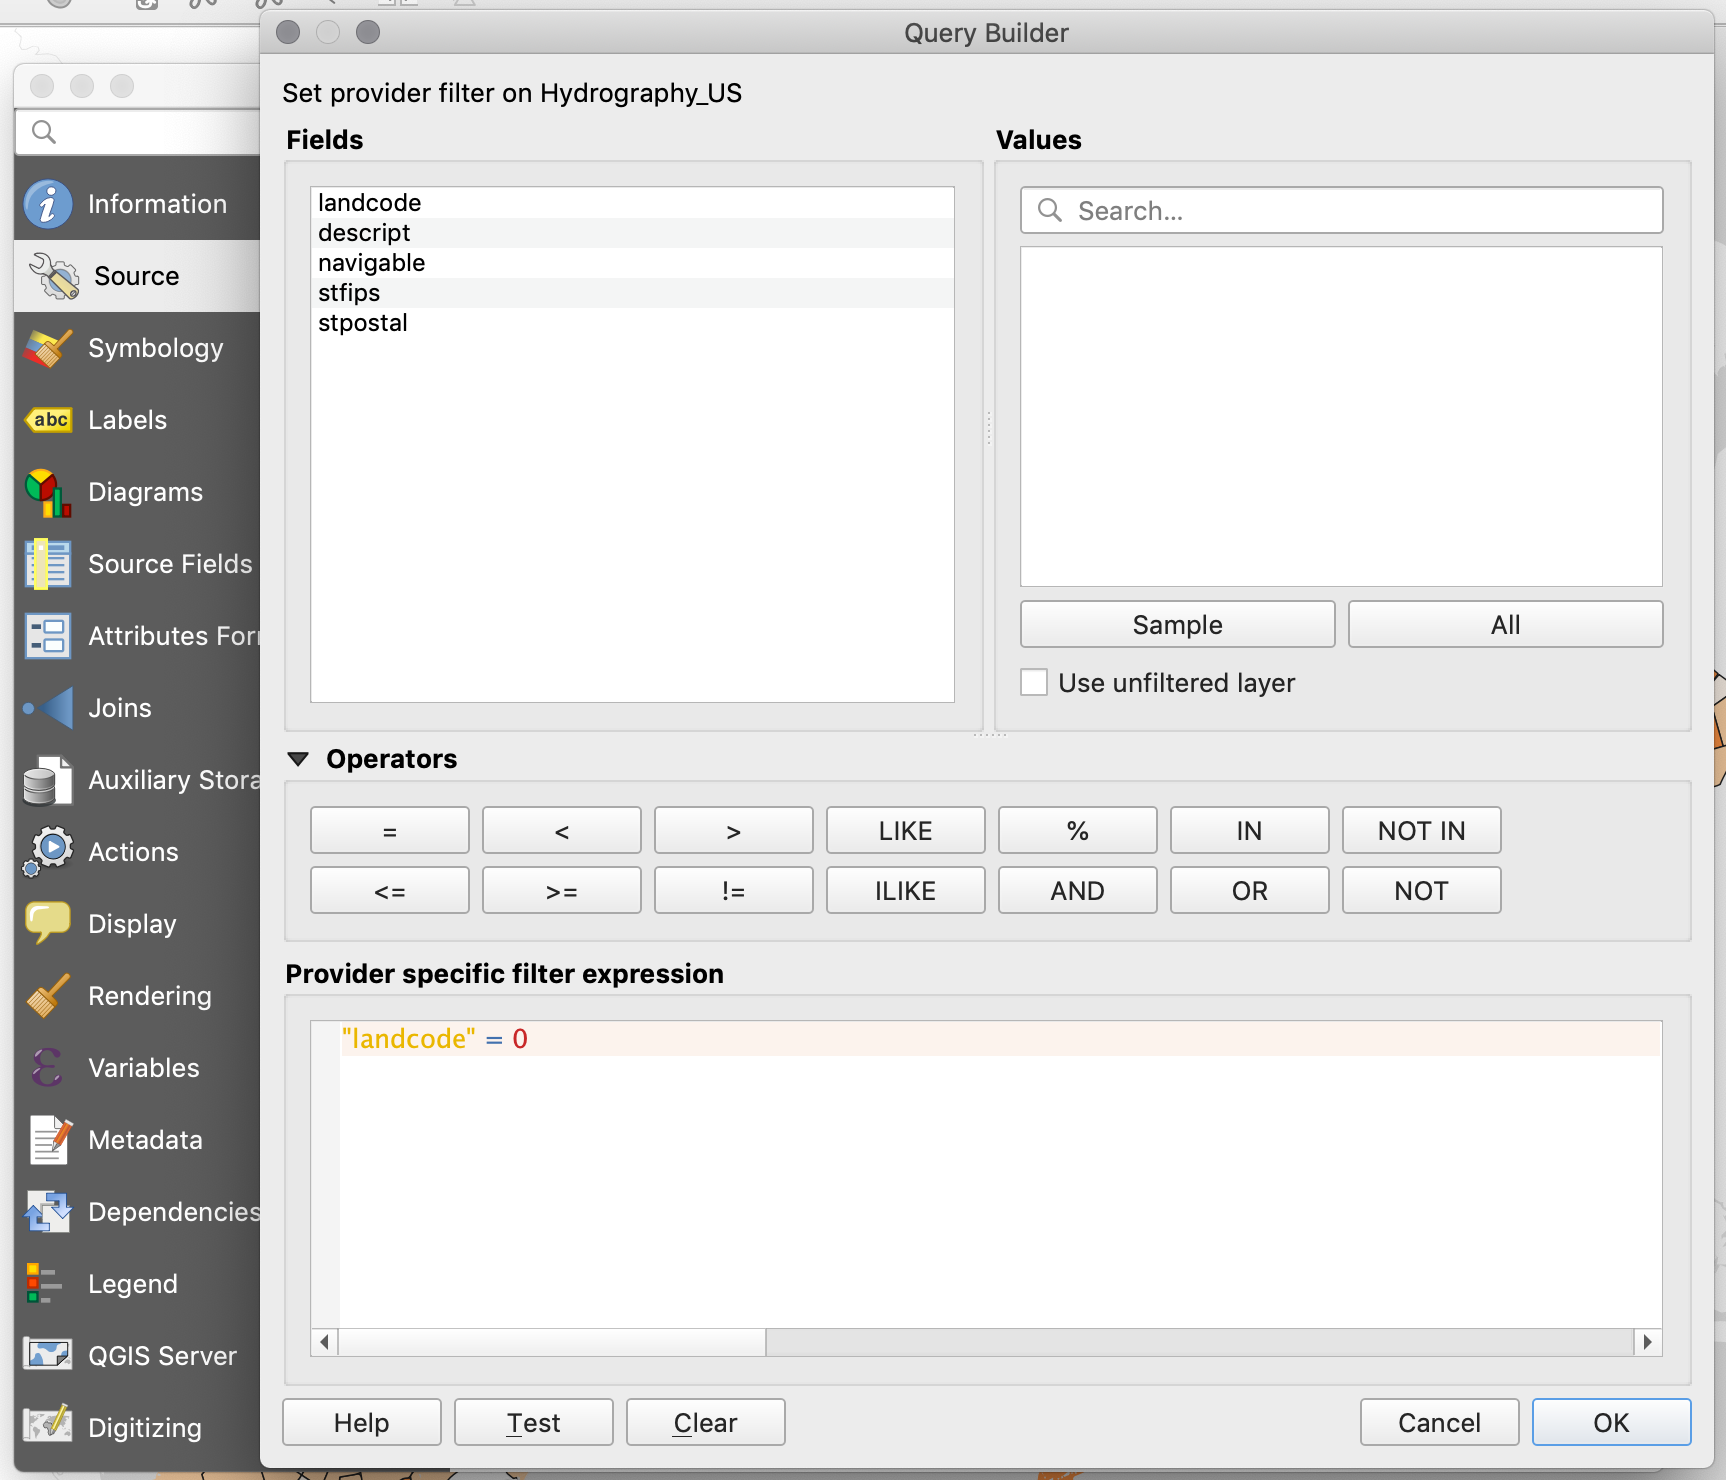 Query Builder
Set provider filter on Hydrography_US
Fields
landcode
descript
navigable
stfips
stpostal
Values
Search...
Sample
All
Use unfiltered layer
Operators
= < > LIKE % IN NOT IN
<= >= != ILIKE AND OR NOT
Provider specific filter expression
"landcode" = 0
Help Test Clear Cancel OK
Information
Source
Symbology
abc Labels
Diagrams
Source Fields
Attributes For
Joins
Auxiliary Stora
Actions
Display
Rendering
Variables
Metadata
Dependencies
Legend
QGIS Server
Digitizing